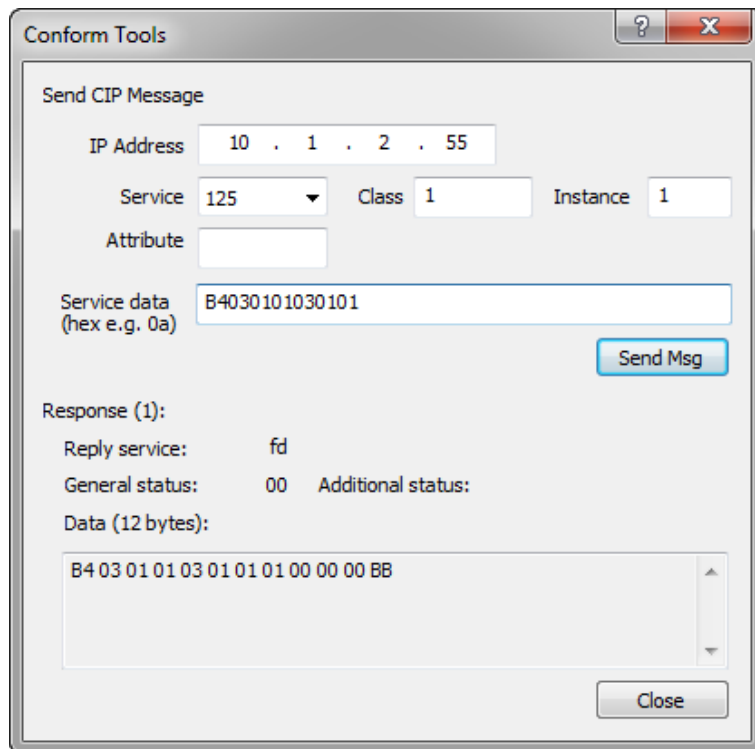 Conform Tools
Send CIP Message
IP Address 10 . 1 . 2 . 55
Service 125 Class 1 Instance 1
Attribute
Service data B4030101030101
(hex e.g. 0a)
Send Msg
Response (1):
Reply service: fd
General status: 00 Additional status:
Data (12 bytes):
B4 03 01 01 03 01 01 01 00 00 00 BB
Close